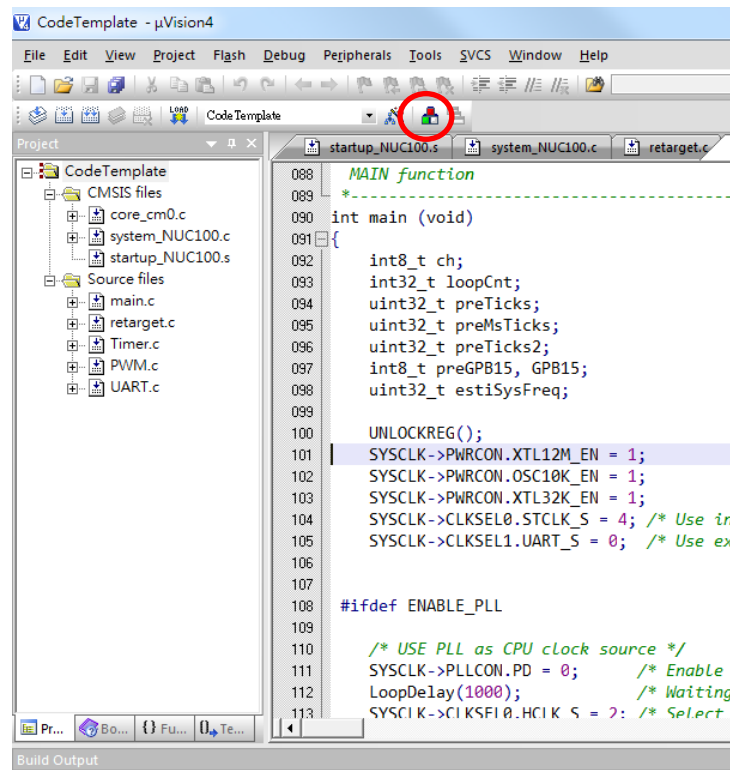 CodeTemplate - µVision4
File Edit View Project Flash Debug Peripherals Tools SVCS Window Help
LOAD CodeTemplate
Project
CodeTemplate
CMSIS files
core_cm0.c
system_NUC100.c
startup_NUC100.s
Source files
main.c
retarget.c
Timer.c
PWM.c
UART.c
Pr... Bo... {} Fu... 0 Te...
startup_NUC100.s system_NUC100.c retarget.c
088 MAIN function
089 *---------------------------------------------
090 int main (void)
091 {
092 int8_t ch;
093 int32_t loopCnt;
094 uint32_t preTicks;
095 uint32_t preMsTicks;
096 uint32_t preTicks2;
097 int8_t preGPB15, GPB15;
098 uint32_t estiSysFreq;
099
100 UNLOCKREG();
101 SYSCLK->PWRCON.XTL12M_EN = 1;
102 SYSCLK->PWRCON.OSC10K_EN = 1;
103 SYSCLK->PWRCON.XTL32K_EN = 1;
104 SYSCLK->CLKSEL0.STCLK_S = 4; /* Use in
105 SYSCLK->CLKSEL1.UART_S = 0; /* Use ex
106
107
108 #ifdef ENABLE_PLL
109
110 /* USE PLL as CPU clock source */
111 SYSCLK->PLLCON.PD = 0; /* Enable
112 LoopDelay(1000); /* Waiting
113 SYSCLK->CLKSEL0.HCLK_S = 2; /* Select
Build Output